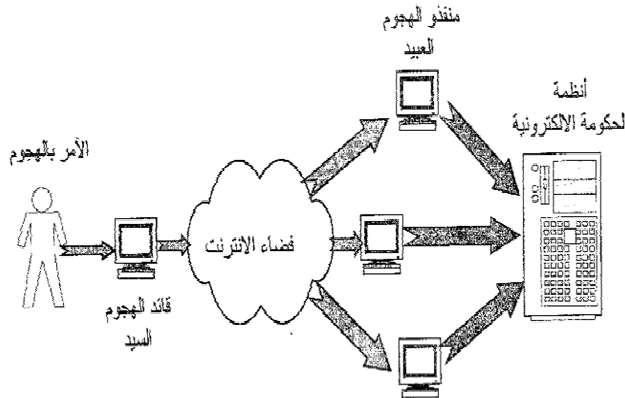 منفذو الهجوم
العبيد
أنظمة
لحكومة الالكترونية
الأمر بالهجوم
فضاء الانترنت
قائد الهجوم
السيد